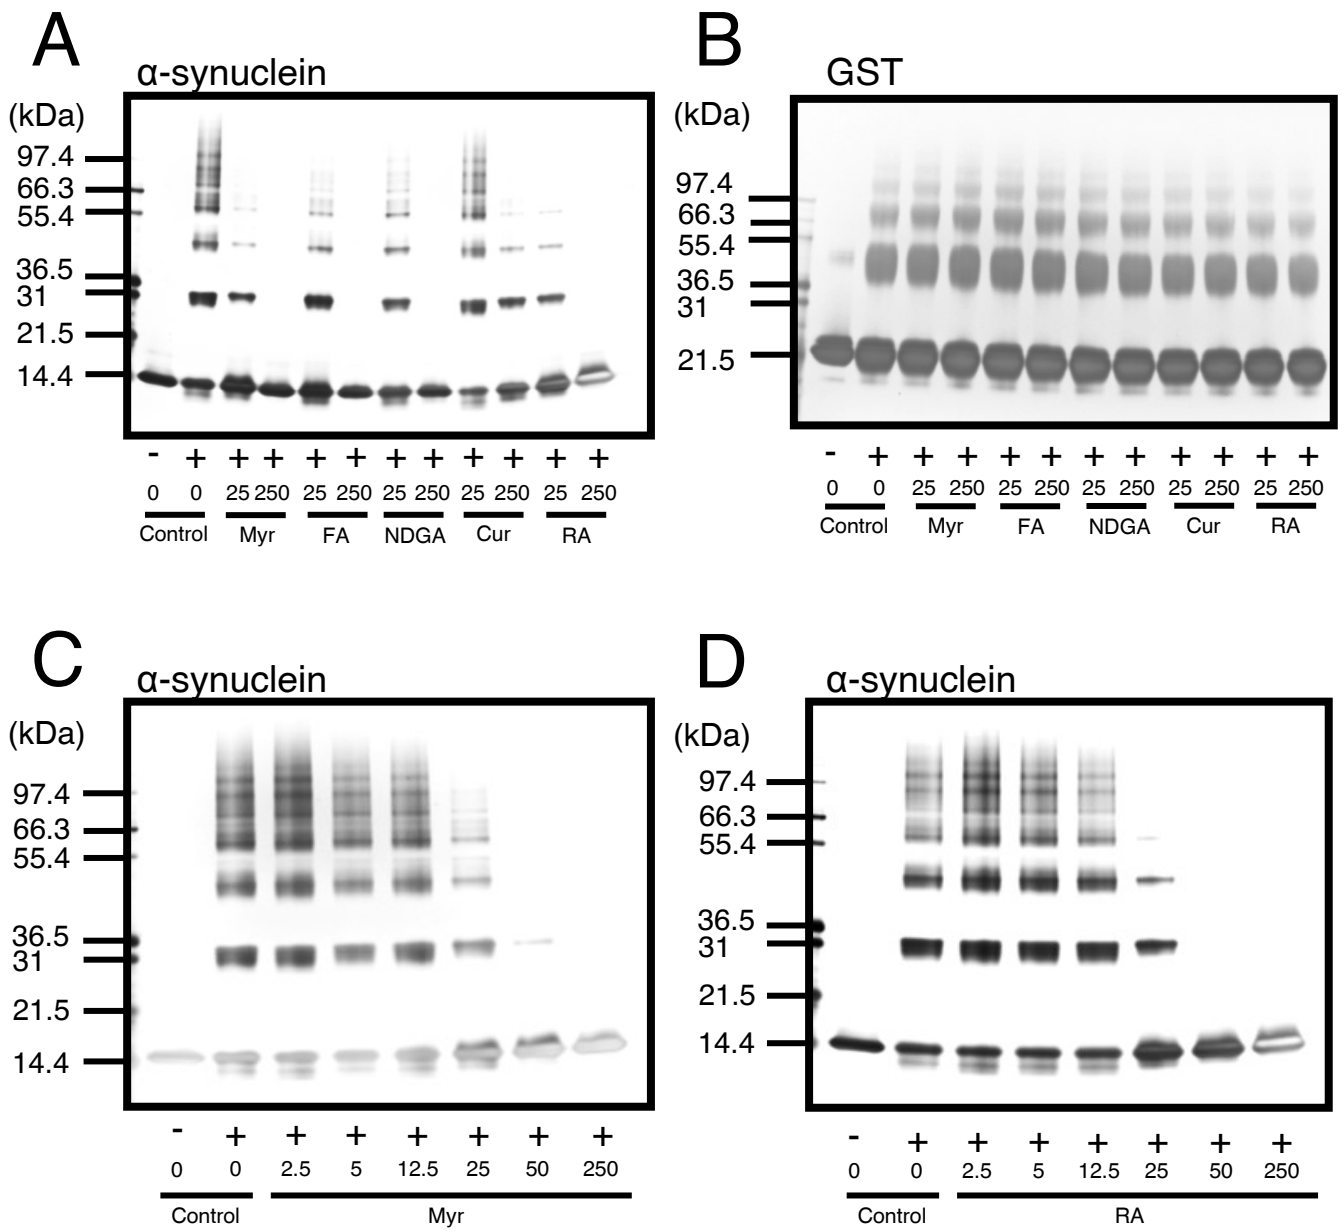 A
α-synuclein
(kDa)
97.4
66.3
55.4
36.5
31
21.5
14.4
- + + + + + + + + + + +
0 0 25 250 25 250 25 250 25 250 25 250
Control Myr FA NDGA Cur RA
B
GST
(kDa)
97.4
66.3
55.4
36.5
31
21.5
- + + + + + + + + + + +
0 0 25 250 25 250 25 250 25 250 25 250
Control Myr FA NDGA Cur RA
C
α-synuclein
(kDa)
97.4
66.3
55.4
36.5
31
21.5
14.4
- + + + + + + +
0 0 2.5 5 12.5 25 50 250
Control Myr
D
α-synuclein
(kDa)
97.4
66.3
55.4
36.5
31
21.5
14.4
- + + + + + + +
0 0 2.5 5 12.5 25 50 250
Control RA